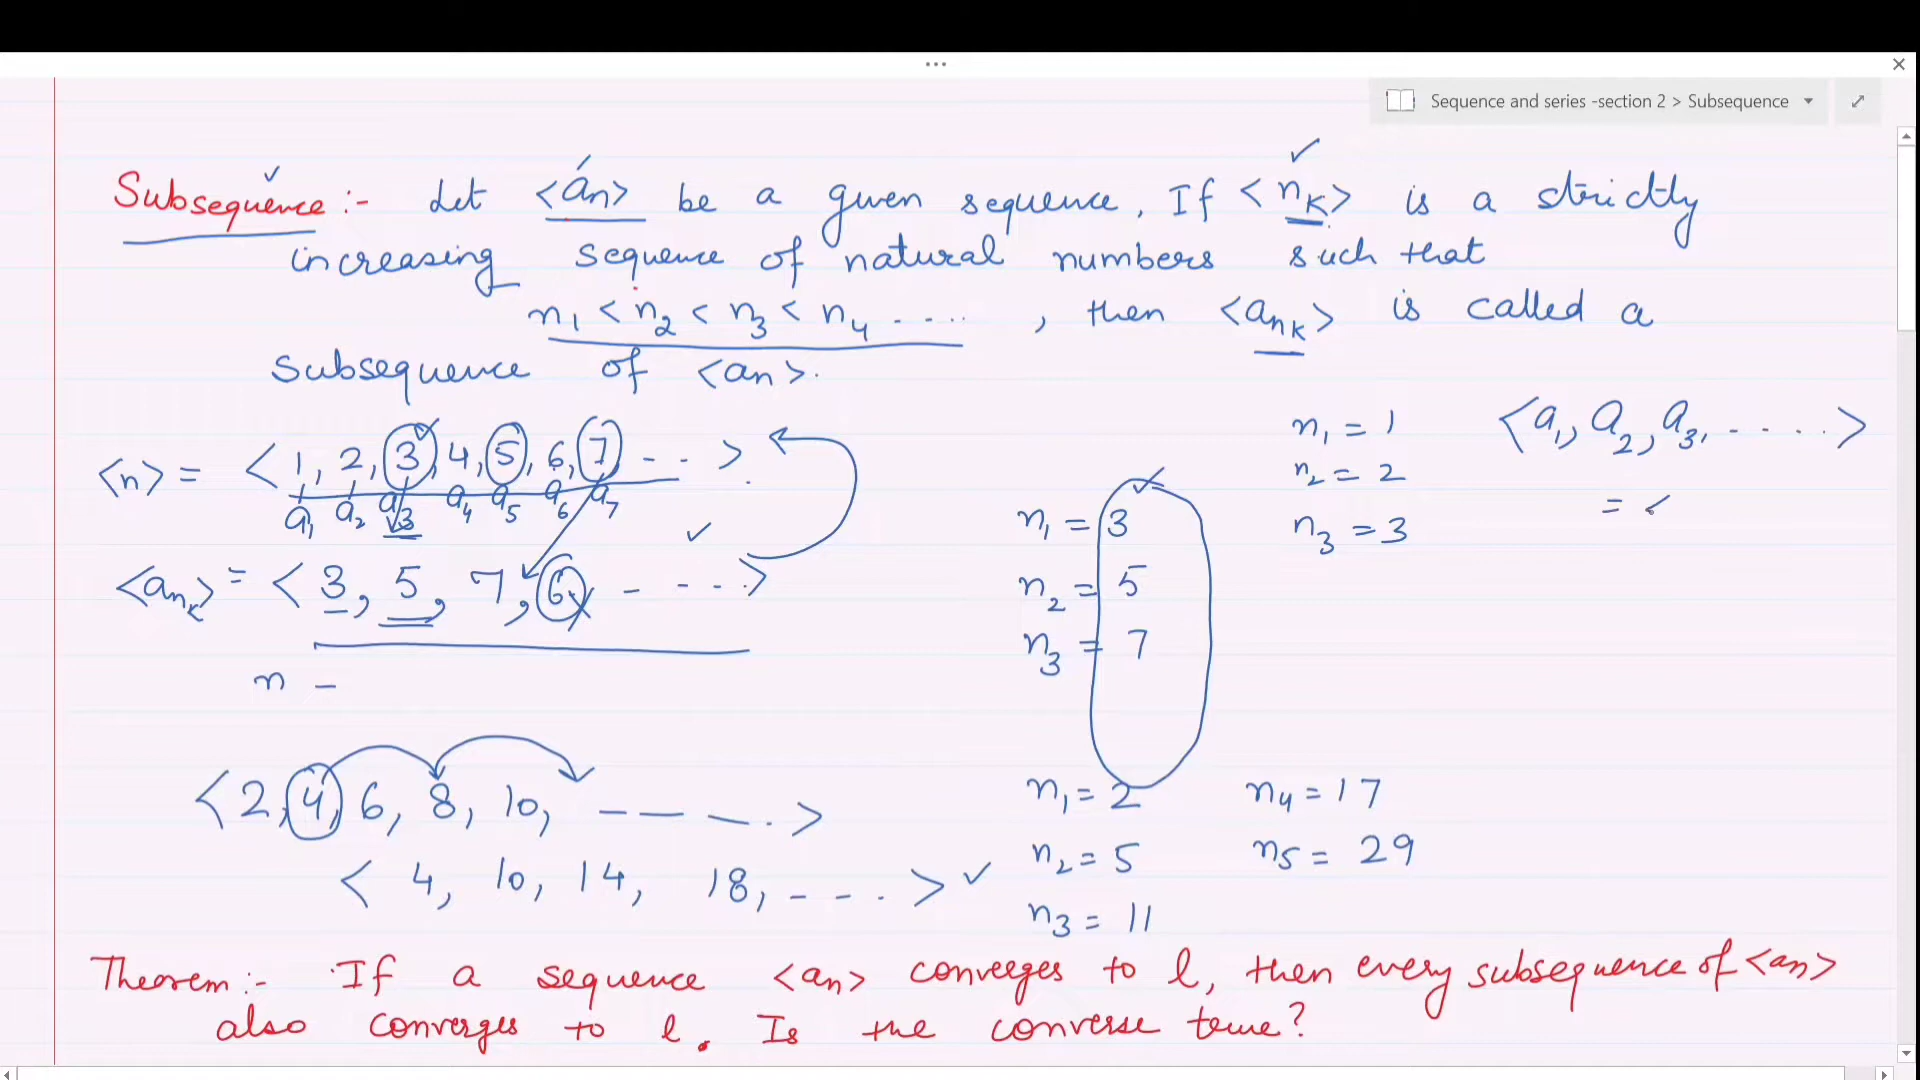 Sequence and series -section 2 > Subsequence
Subsequence :- Let <an> be a given sequence. If <nk> is a strictly
increasing sequence of natural numbers such that
n1 < n2 < n3 < n4 ....... , then <ank> is called a
subsequence of <an>.
<n> = < 1, 2, 3, 4, 5, 6, 7, - - - >
a1 a2 a3 a4 a5 a6 a7
<ank> = < 3, 5, 7, 6, - - - - >
n -
n1 = 3
n2 = 5
n3 = 7
n1 = 1
n2 = 2
n3 = 3
<a1, a2, a3, - - - - - >
= <
<2, 4, 6, 8, 10, - - - - >
< 4, 10, 14, 18, - - - - >
n1 = 2
n2 = 5
n3 = 11
n4 = 17
n5 = 29
Theorem :- If a sequence <an> converges to l, then every subsequence of <an>
also converges to l. Is the converse true?